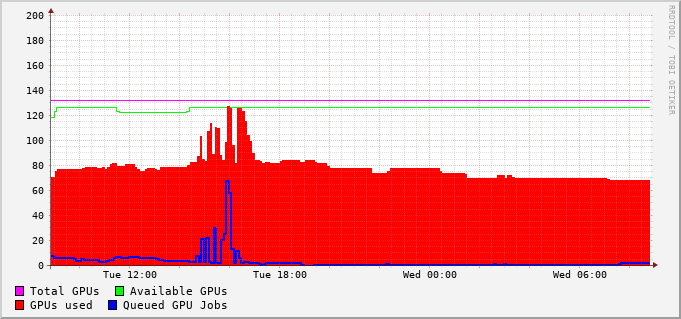 200
180
160
140
120
100
80
60
40
20
0
Tue 12:00 Tue 18:00 Wed 00:00 Wed 06:00
Total GPUs Available GPUs
GPUs used Queued GPU Jobs
RRDTOOL / TOBI OETIKER